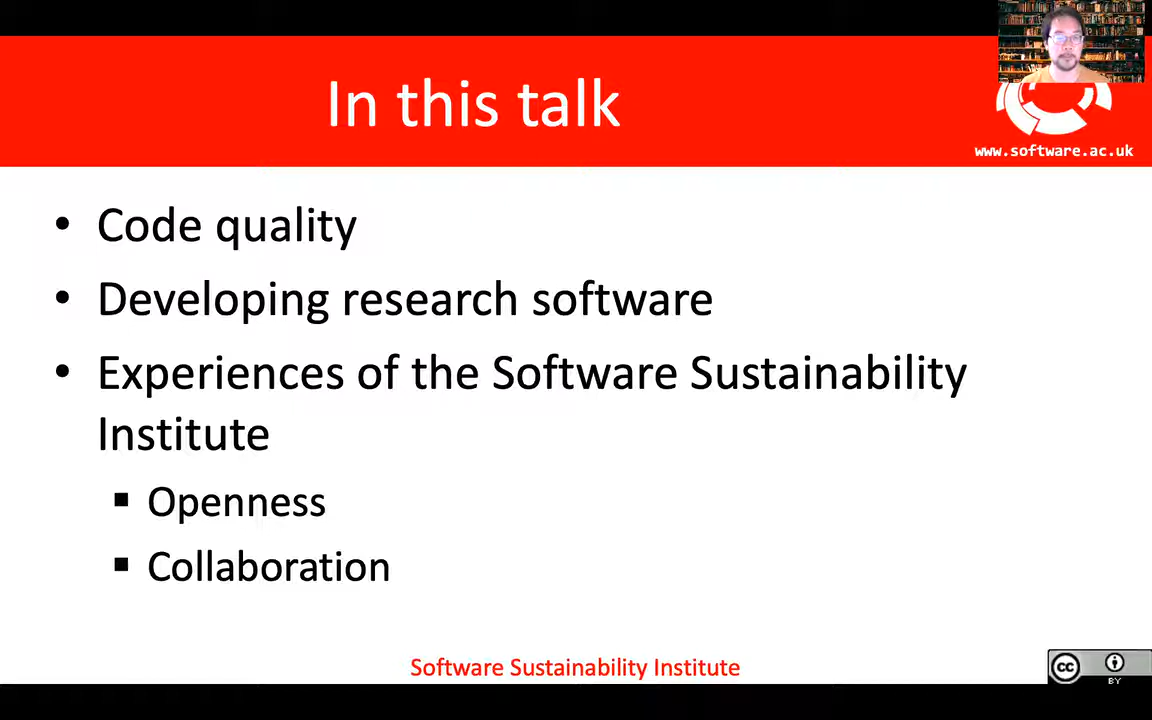 In this talk
www.software.ac.uk
• Code quality
• Developing research software
• Experiences of the Software Sustainability
Institute
▪ Openness
▪ Collaboration
Software Sustainability Institute
cc
BY